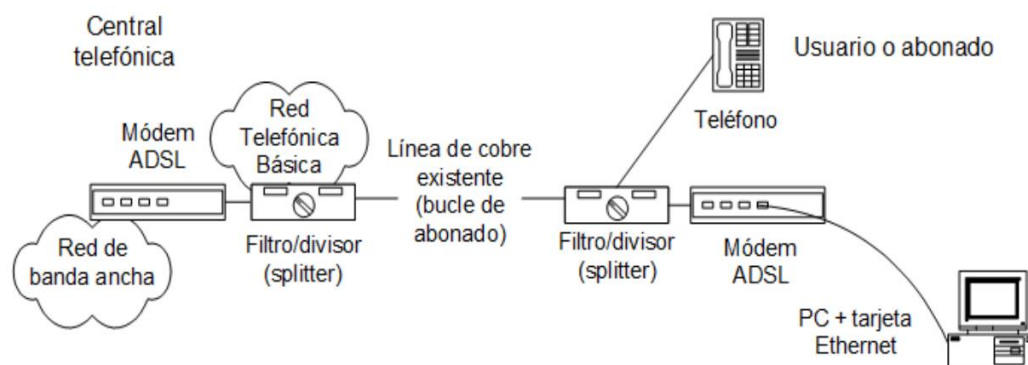 Central
telefónica
Usuario o abonado
Teléfono
Módem
ADSL
Red
Telefónica
Básica
Línea de cobre
existente
(bucle de
abonado)
Red de
banda ancha
Filtro/divisor
(splitter)
Filtro/divisor
(splitter)
Módem
ADSL
PC + tarjeta
Ethernet